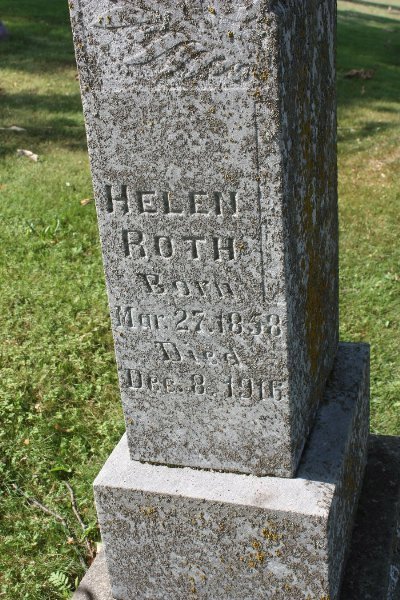 HELEN
ROTH
Born
Mar. 27. 1858
Died
Dec. 8. 1916